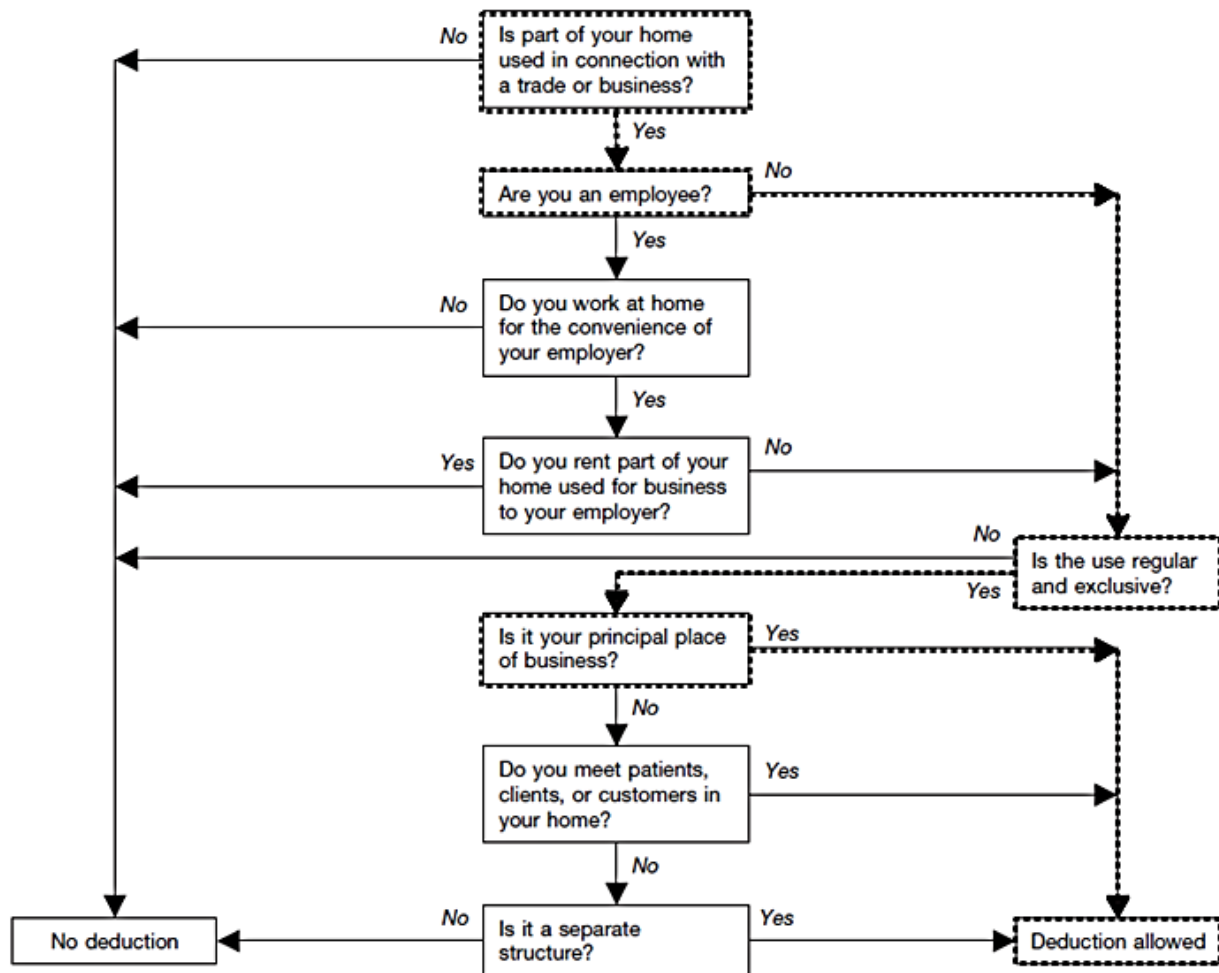 No
Is part of your home
used in connection with
a trade or business?
Yes
Are you an employee?
No
Yes
No
Do you work at home
for the convenience of
your employer?
Yes
Yes
Do you rent part of your
home used for business
to your employer?
No
No
Is the use regular
and exclusive?
Yes
Is it your principal place
of business?
Yes
No
Do you meet patients,
clients, or customers in
your home?
Yes
No
No deduction
No
Is it a separate
structure?
Yes
Deduction allowed